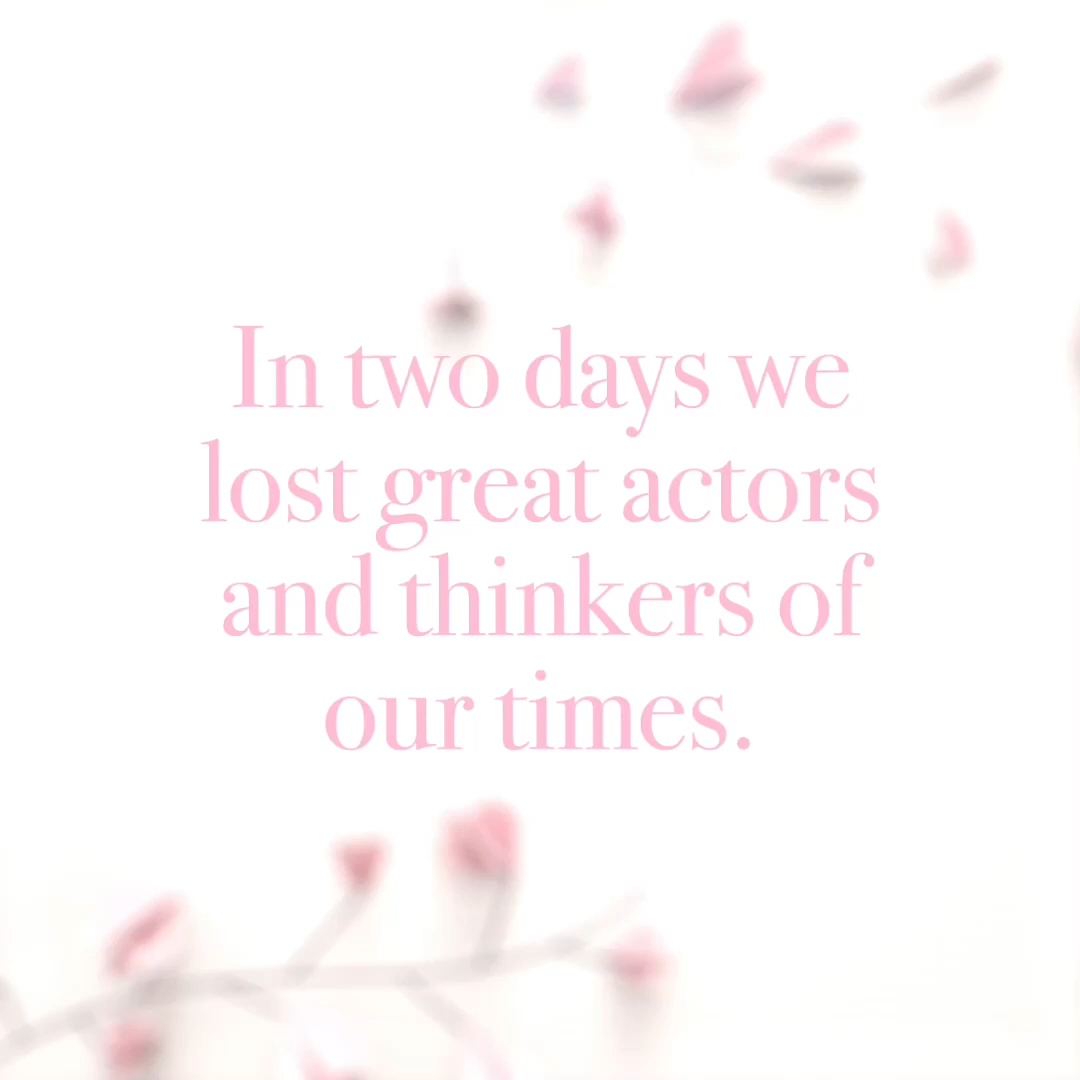 In two days we
lost great actors
and thinkers of
our times.